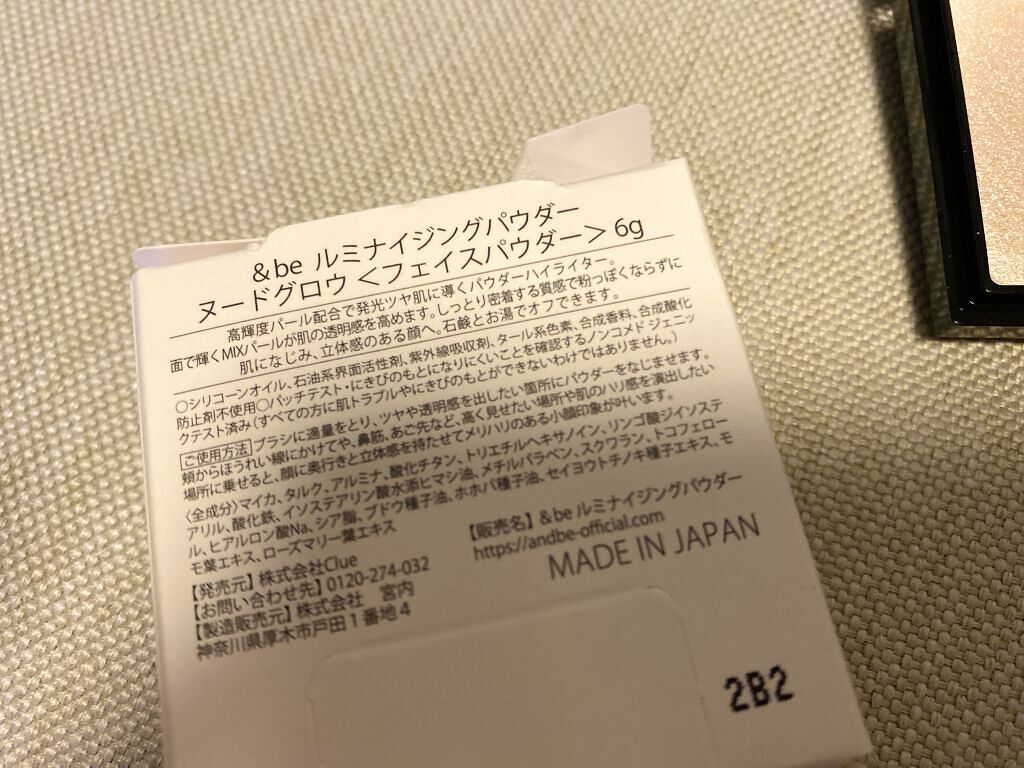 &be ルミナイジングパウダー
ヌードグロウ＜フェイスパウダー＞6g
高輝度パール配合で発光ツヤ肌に導くパウダーハイライター。
面で輝くMIXパールが肌の透明感を高めます。しっとり密着する質感で粉っぽくならずに
肌になじみ、立体感のある顔へ。石鹸とお湯でオフできます。
○シリコーンオイル、石油系界面活性剤、紫外線吸収剤、タール系色素、合成香料、合成酸化
防止剤不使用○パッチテスト・にきびのもとになりにくいことを確認するノンコメド ジェニッ
クテスト済み(すべての方に肌トラブルやにきびのもとができないわけではありません。)
ご使用方法 ブラシに適量をとり、ツヤや透明感を出したい箇所にパウダーをなじませます。
頬からほうれい線にかけてや、鼻筋、あご先など、高く見せたい場所や肌のハリ感を演出したい
場所に乗せると、顔に奥行きと立体感を持たせてメリハリのある小顔印象が叶います。
〈全成分〉マイカ、タルク、アルミナ、酸化チタン、トリエチルヘキサノイン、リンゴ酸ジイソステ
アリル、酸化鉄、イソステアリン酸水添ヒマシ油、メチルパラベン、スクワラン、トコフェロー
ル、ヒアルロン酸Na、シア脂、ブドウ種子油、ホホバ種子油、セイヨウトチノキ種子エキス、モ
モ葉エキス、ローズマリー葉エキス
【販売名】&be ルミナイジングパウダー
https://andbe-official.com
MADE IN JAPAN
【発売元】株式会社Clue
【お問い合わせ先】0120-274-032
【製造販売元】株式会社 宮内
神奈川県厚木市戸田1番地4
2B2